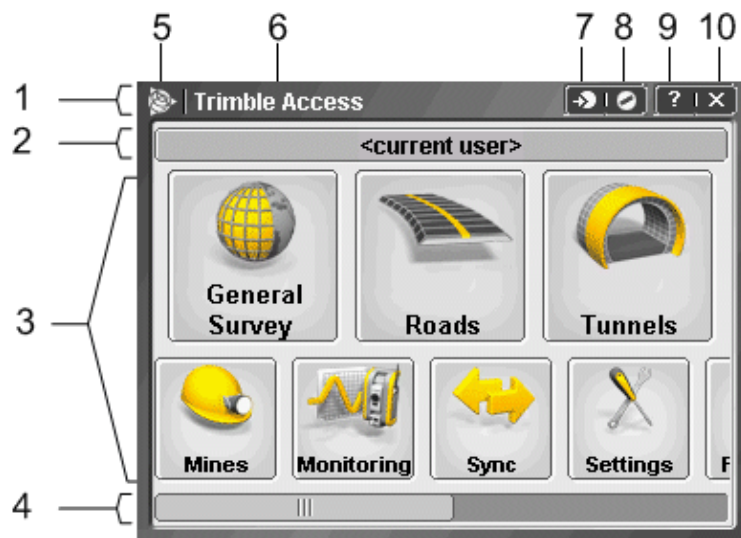 5 6 7 8 9 10
1 Trimble Access ?
2 <current user>
3
General Survey
Roads
Tunnels
Mines
Monitoring
Sync
Settings
4